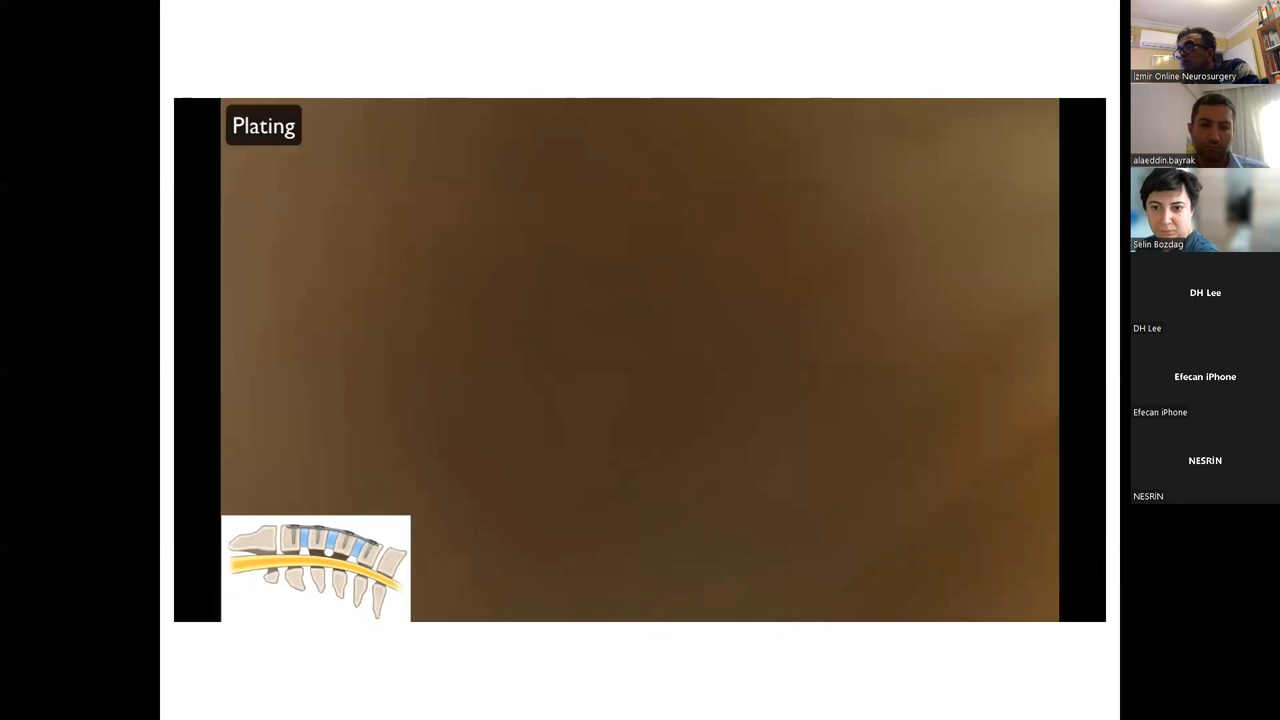 Plating
İzmir Online Neurosurgery
alaeddin.bayrak
Selin Bozdag
DH Lee
DH Lee
Efecan iPhone
Efecan iPhone
NESRİN
NESRİN